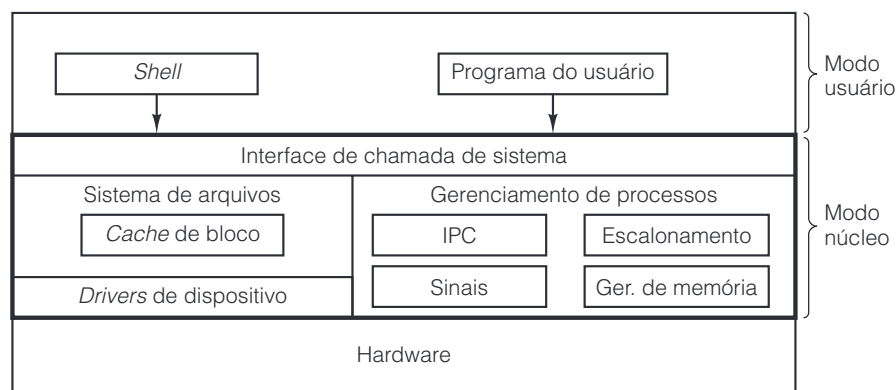 Shell
Programa do usuário
Modo
usuário
Interface de chamada de sistema
Sistema de arquivos
Gerenciamento de processos
Cache de bloco
IPC
Escalonamento
Modo
núcleo
Drivers de dispositivo
Sinais
Ger. de memória
Hardware